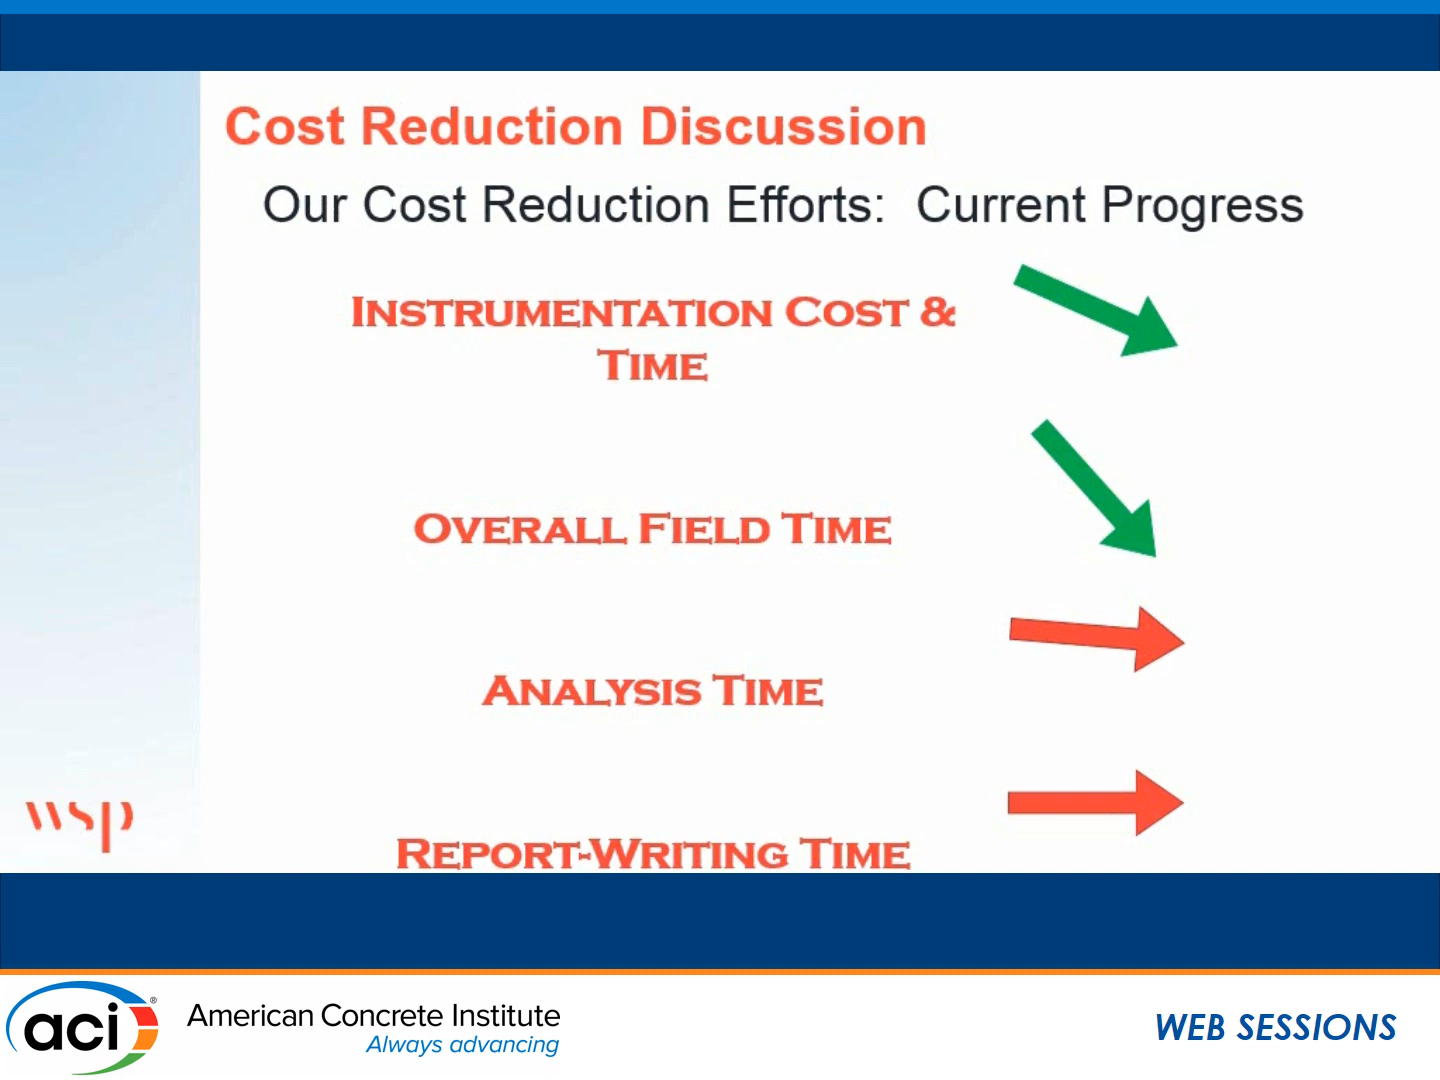 Cost Reduction Discussion
Our Cost Reduction Efforts:  Current Progress
INSTRUMENTATION COST &
TIME
OVERALL FIELD TIME
ANALYSIS TIME
REPORT-WRITING TIME
wsp
aci®
American Concrete Institute
Always advancing
WEB SESSIONS